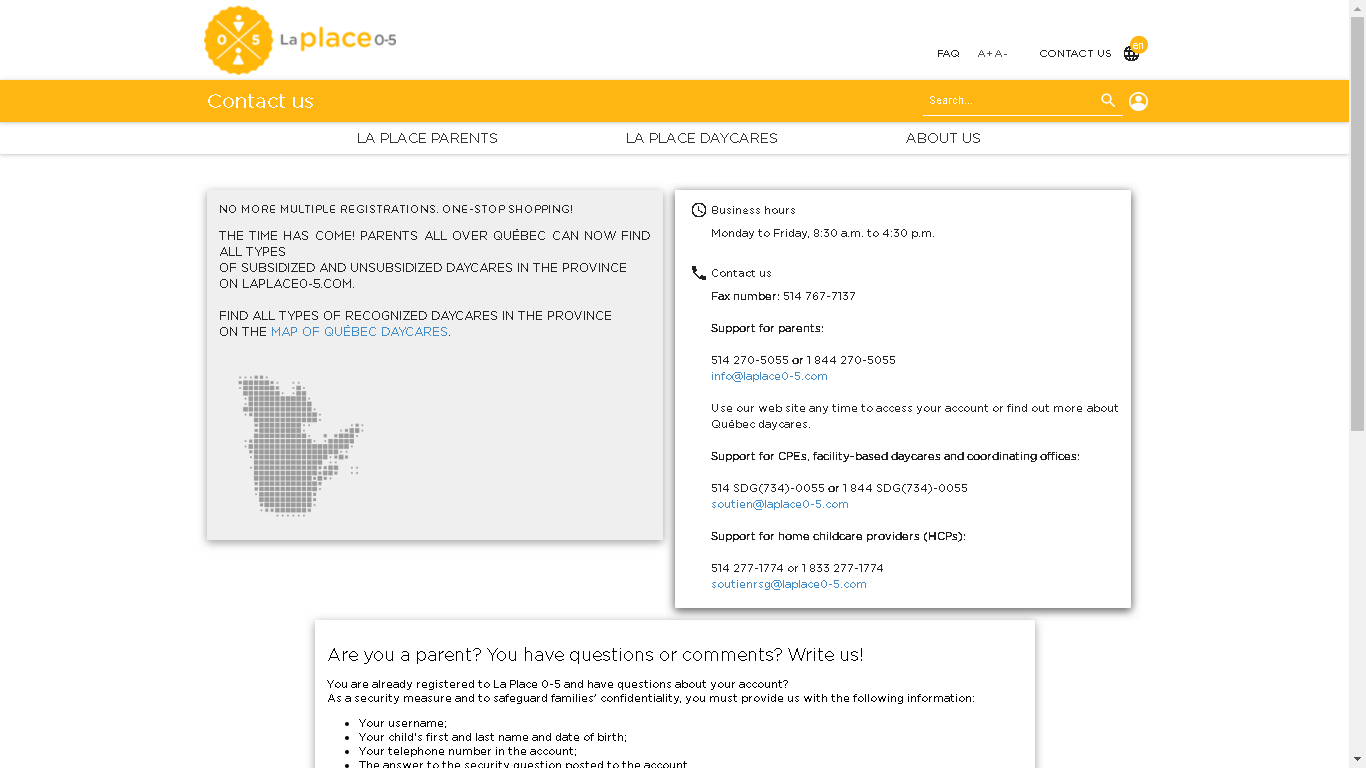 0 5 La place 0-5
FAQ A+ A- CONTACT US en
Contact us
Search...
LA PLACE PARENTS LA PLACE DAYCARES ABOUT US
NO MORE MULTIPLE REGISTRATIONS. ONE-STOP SHOPPING!
THE TIME HAS COME! PARENTS ALL OVER QUÉBEC CAN NOW FIND
ALL TYPES
OF SUBSIDIZED AND UNSUBSIDIZED DAYCARES IN THE PROVINCE
ON LAPLACE0-5.COM.
FIND ALL TYPES OF RECOGNIZED DAYCARES IN THE PROVINCE
ON THE MAP OF QUÉBEC DAYCARES.
Business hours
Monday to Friday, 8:30 a.m. to 4:30 p.m.
Contact us
Fax number: 514 767-7137
Support for parents:
514 270-5055 or 1 844 270-5055
info@laplace0-5.com
Use our web site any time to access your account or find out more about
Québec daycares.
Support for CPEs, facility-based daycares and coordinating offices:
514 SDG(734)-0055 or 1 844 SDG(734)-0055
soutien@laplace0-5.com
Support for home childcare providers (HCPs):
514 277-1774 or 1 833 277-1774
soutienrsg@laplace0-5.com
Are you a parent? You have questions or comments? Write us!
You are already registered to La Place 0-5 and have questions about your account?
As a security measure and to safeguard families' confidentiality, you must provide us with the following information:
• Your username;
• Your child's first and last name and date of birth;
• Your telephone number in the account;
• The answer to the security question posted to the account